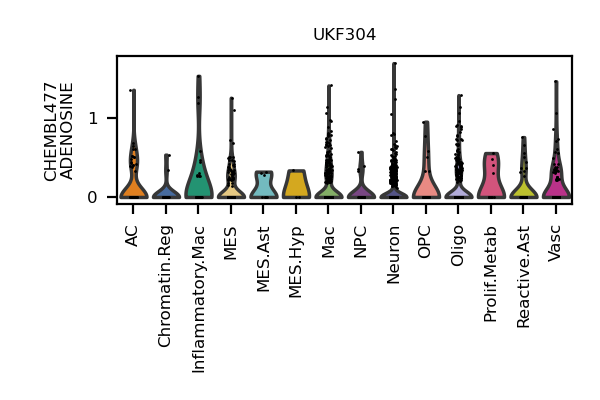 UKF304
CHEMBL477
ADENOSINE
1
0
AC
Chromatin.Reg
Inflammatory.Mac
MES
MES.Ast
MES.Hyp
Mac
NPC
Neuron
OPC
Oligo
Prolif.Metab
Reactive.Ast
Vasc